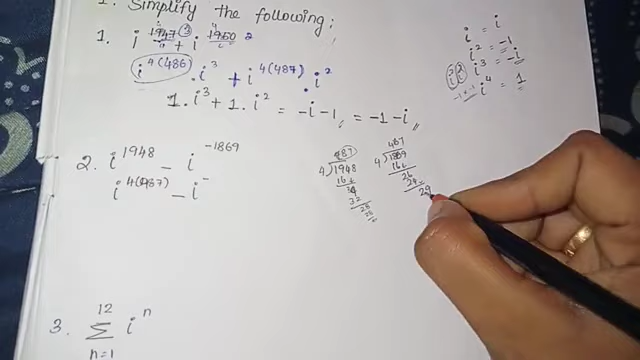 1. Simplify the following:
1. i^1947 + i^1950
i^4(486) . i^3 + i^4(487) . i^2
1. i^3 + 1. i^2 = -i-1,, = -1-i,,
i = i
i^2 = -1
i^3 = -i
i^4 = 1
-1 x -1
2. i^1948 - i^-1869
i^4(487) - i^-
487
4) 1948
16
34
32
28
28
467
4) 1869
16
26
24
29
3. 12
Σ i^n
n=1